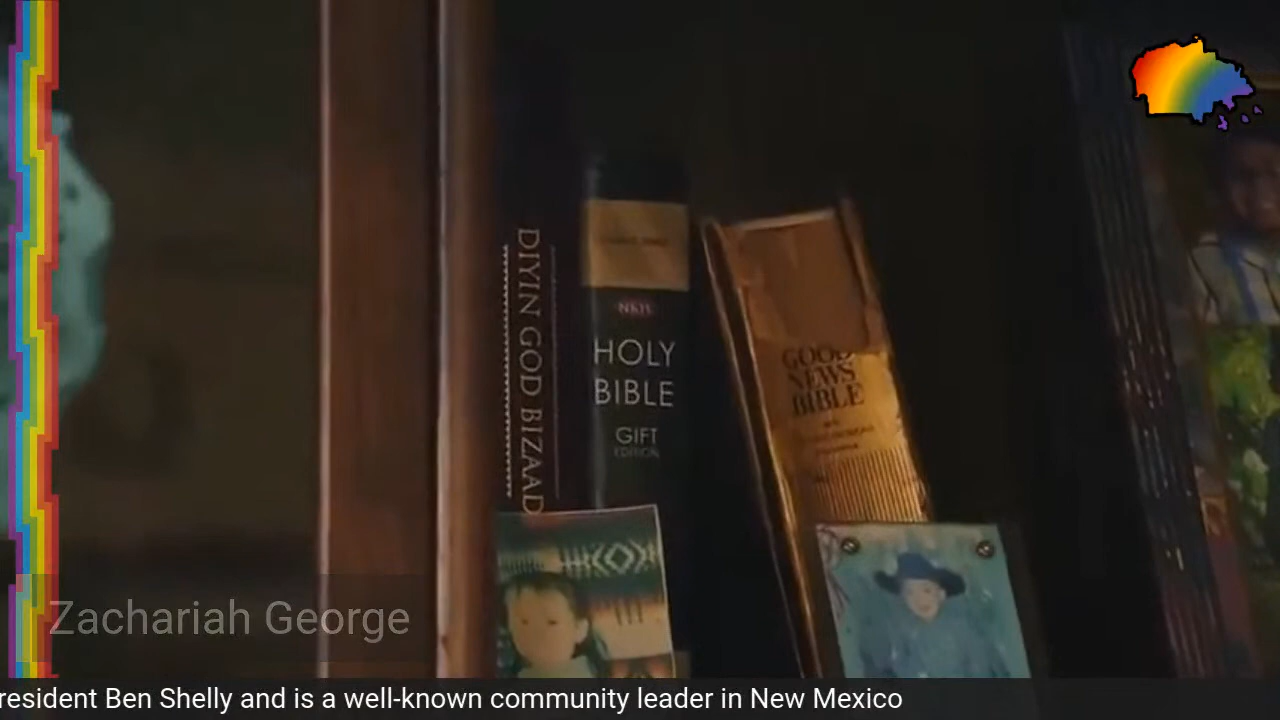 DIYIN GOD BIZAAD
NKJV
HOLY
BIBLE
GIFT
EDITION
GOOD
NEWS
BIBLE
Zachariah George
resident Ben Shelly and is a well-known community leader in New Mexico